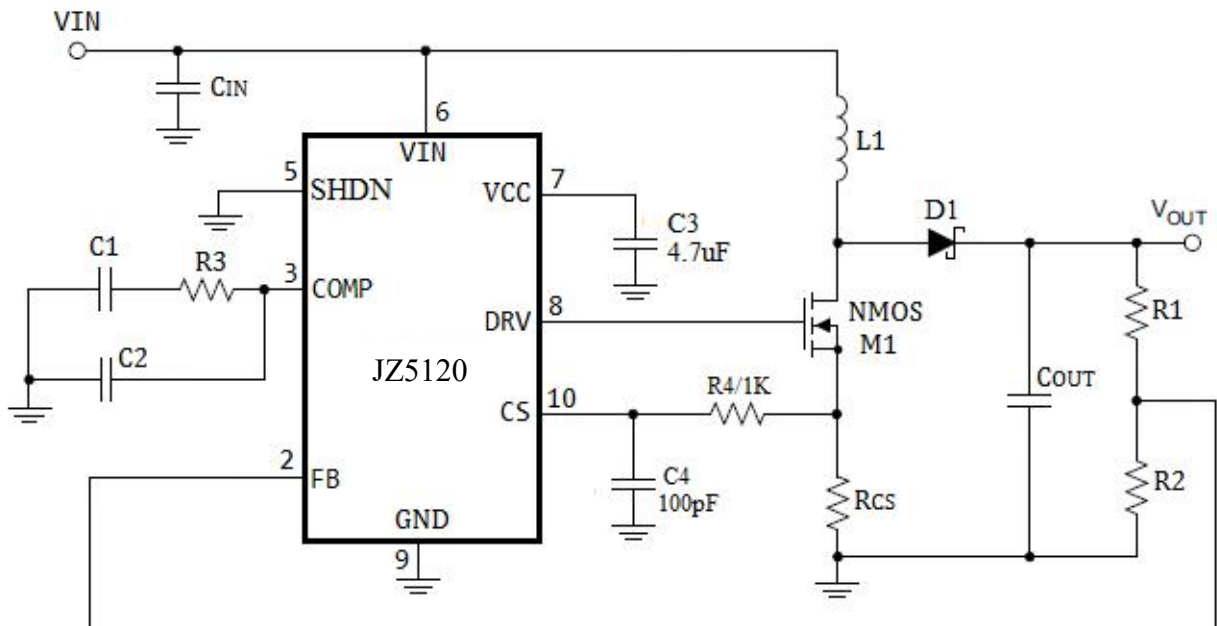 VIN
CIN
6
VIN
5
SHDN
VCC
7
L1
C3
4.7uF
D1
VOUT
C1
R3
3
COMP
DRV
8
NMOS
M1
R1
C2
JZ5120
R4/1K
COUT
CS
10
2
FB
C4
100pF
RCS
R2
GND
9